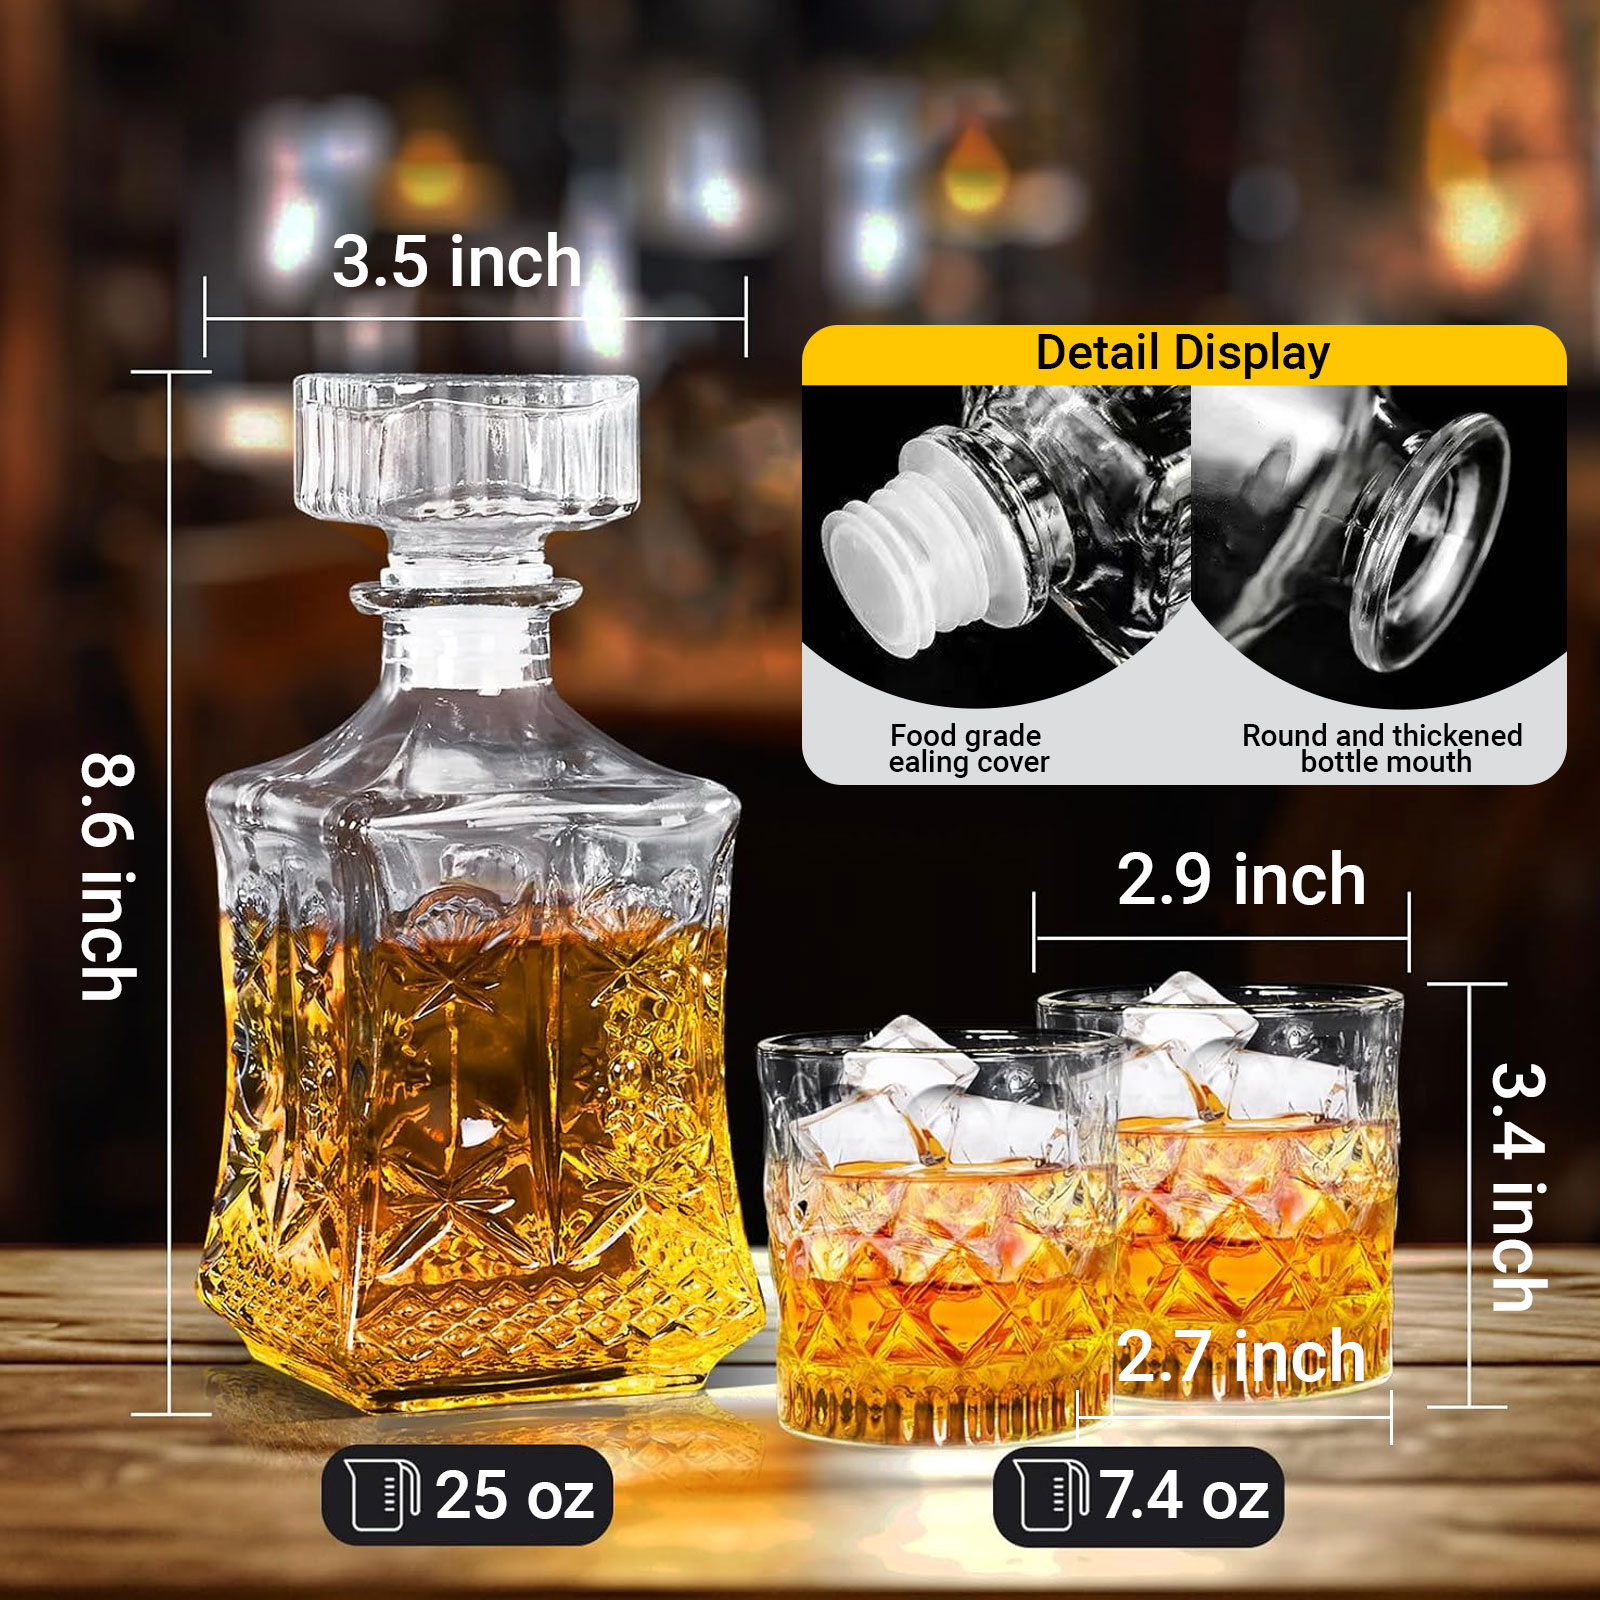 3.5 inch
Detail Display
Food grade
ealing cover
Round and thickened
bottle mouth
8.6 inch
2.9 inch
3.4 inch
2.7 inch
25 oz
7.4 oz